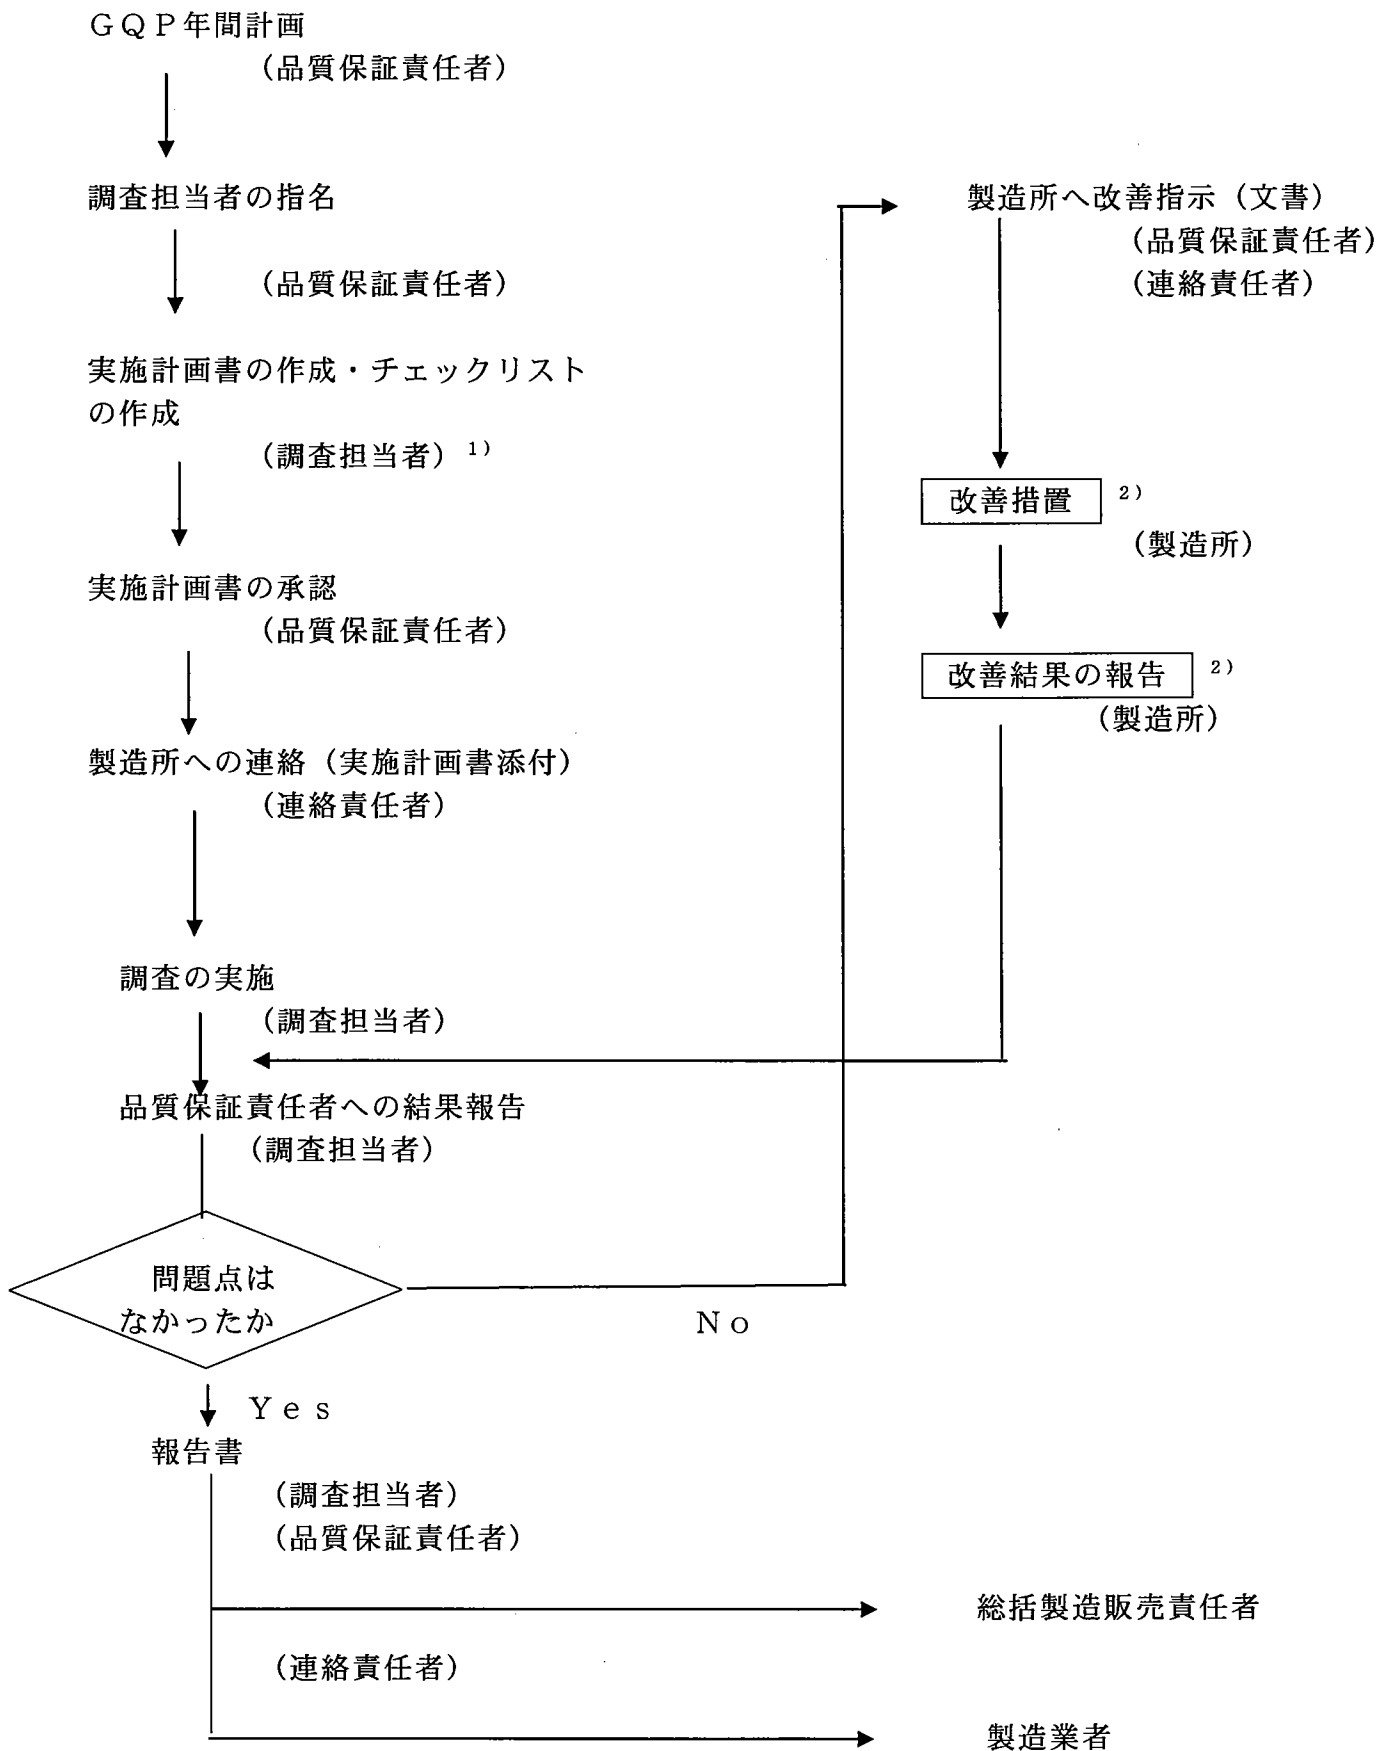 ＧＱＰ年間計画
（品質保証責任者）
調査担当者の指名
（品質保証責任者）
実施計画書の作成・チェックリスト
の作成
（調査担当者）１）
実施計画書の承認
（品質保証責任者）
製造所への連絡（実施計画書添付）
（連絡責任者）
調査の実施
（調査担当者）
品質保証責任者への結果報告
（調査担当者）
問題点は
なかったか
Ｎｏ
Ｙｅｓ
報告書
（調査担当者）
（品質保証責任者）
総括製造販売責任者
（連絡責任者）
製造業者
製造所へ改善指示（文書）
（品質保証責任者）
（連絡責任者）
改善措置 ２）
（製造所）
改善結果の報告 ２）
（製造所）